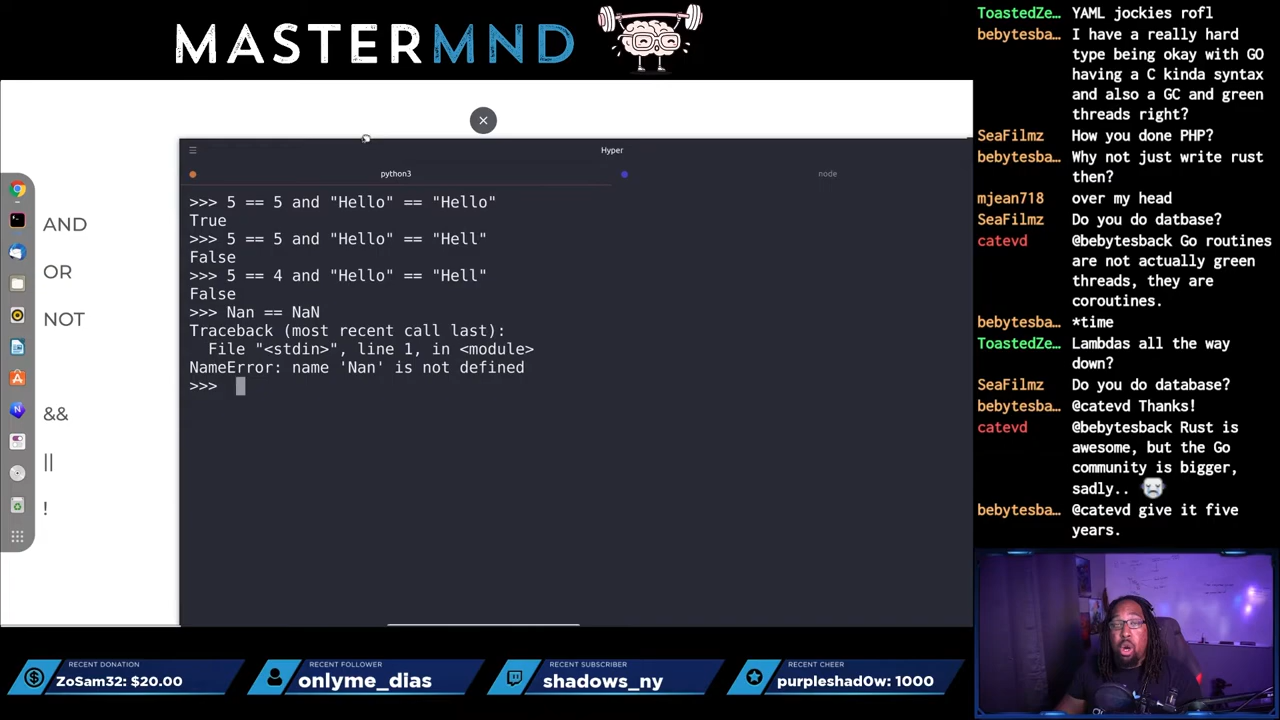 MASTERMND
AND
OR
NOT
&&
||
!
Hyper
python3
node
>>> 5 == 5 and "Hello" == "Hello"
True
>>> 5 == 5 and "Hello" == "Hell"
False
>>> 5 == 4 and "Hello" == "Hell"
False
>>> Nan == NaN
Traceback (most recent call last):
File "<stdin>", line 1, in <module>
NameError: name 'Nan' is not defined
>>>
ToastedZe… YAML jockies rofl
bebytesba… I have a really hard
type being okay with GO
having a C kinda syntax
and also a GC and green
threads right?
SeaFilmz How you done PHP?
bebytesba… Why not just write rust
then?
mjean718 over my head
SeaFilmz Do you do datbase?
catevd @bebytesback Go routines
are not actually green
threads, they are
coroutines.
bebytesba… *time
ToastedZe… Lambdas all the way
down?
SeaFilmz Do you do database?
bebytesba… @catevd Thanks!
catevd @bebytesback Rust is
awesome, but the Go
community is bigger,
sadly..
bebytesba… @catevd give it five
years.
RECENT DONATION
ZoSam32: $20.00
RECENT FOLLOWER
onlyme_dias
RECENT SUBSCRIBER
shadows_ny
RECENT CHEER
purpleshad0w: 1000